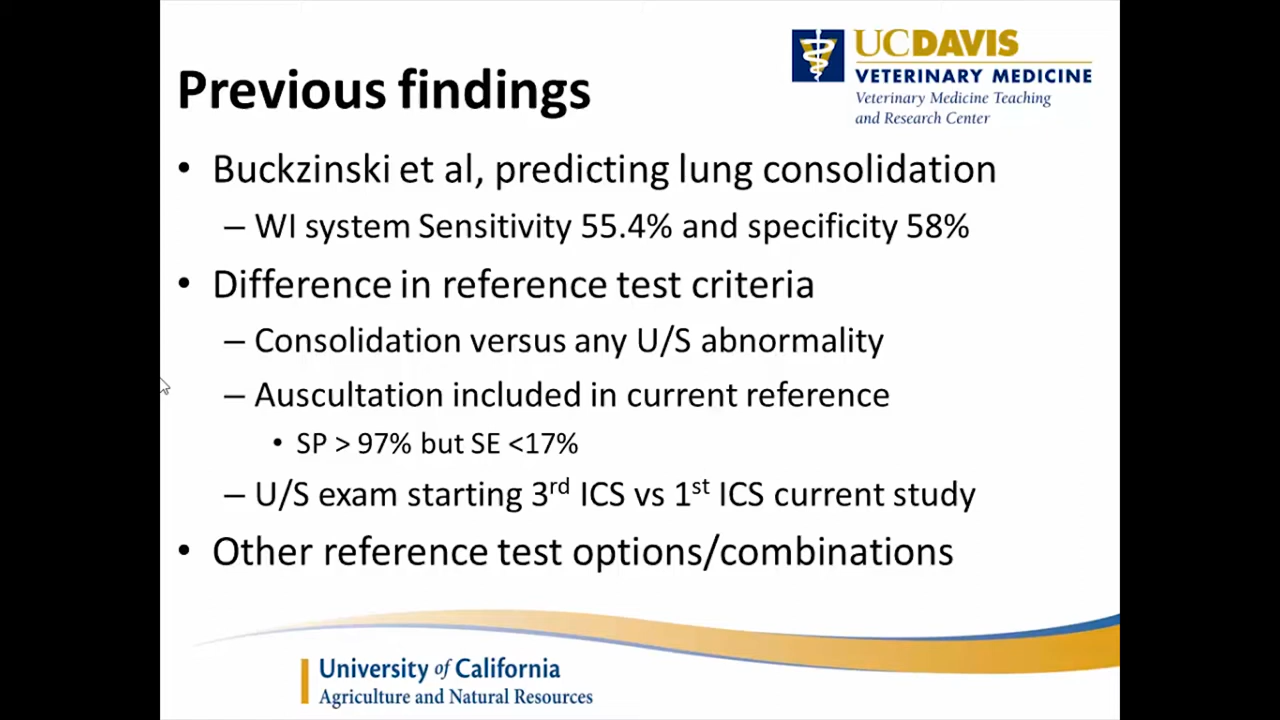 UCDAVIS
VETERINARY MEDICINE
Veterinary Medicine Teaching
and Research Center
Previous findings
• Buckzinski et al, predicting lung consolidation
– WI system Sensitivity 55.4% and specificity 58%
• Difference in reference test criteria
– Consolidation versus any U/S abnormality
– Auscultation included in current reference
• SP > 97% but SE <17%
– U/S exam starting 3rd ICS vs 1st ICS current study
• Other reference test options/combinations
University of California
Agriculture and Natural Resources